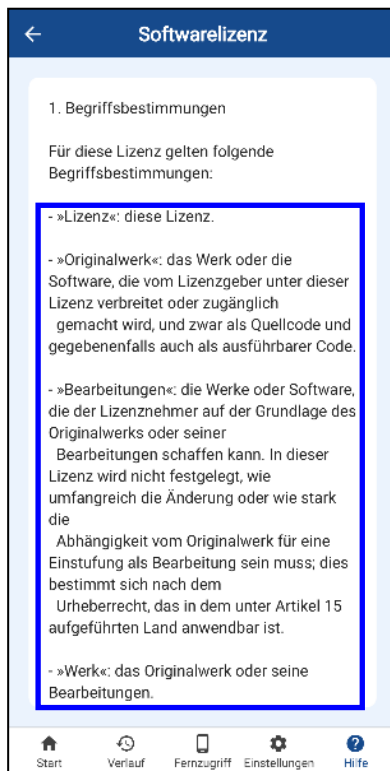 Softwarelizenz
1. Begriffsbestimmungen
Für diese Lizenz gelten folgende
Begriffsbestimmungen:
- »Lizenz«: diese Lizenz.
- »Originalwerk«: das Werk oder die
Software, die vom Lizenzgeber unter dieser
Lizenz verbreitet oder zugänglich
gemacht wird, und zwar als Quellcode und
gegebenenfalls auch als ausführbarer Code.
- »Bearbeitungen«: die Werke oder Software,
die der Lizenznehmer auf der Grundlage des
Originalwerks oder seiner
Bearbeitungen schaffen kann. In dieser
Lizenz wird nicht festgelegt, wie
umfangreich die Änderung oder wie stark
die
Abhängigkeit vom Originalwerk für eine
Einstufung als Bearbeitung sein muss; dies
bestimmt sich nach dem
Urheberrecht, das in dem unter Artikel 15
aufgeführten Land anwendbar ist.
- »Werk«: das Originalwerk oder seine
Bearbeitungen.
Start Verlauf Fernzugriff Einstellungen Hilfe